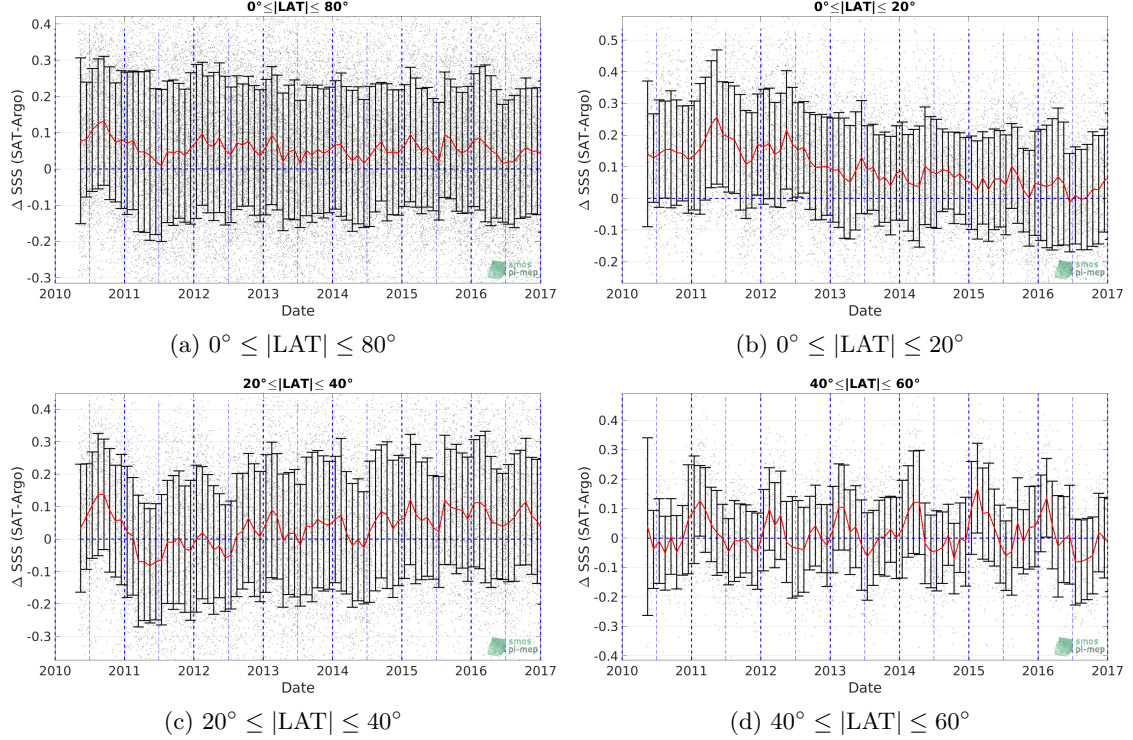 0°≤|LAT|≤ 80°
Δ SSS (SAT-Argo)
0.4
0.3
0.2
0.1
0
-0.1
-0.2
-0.3
2010 2011 2012 2013 2014 2015 2016 2017
Date
smos
pi-mep
(a) 0° ≤ |LAT| ≤ 80°
0°≤|LAT|≤ 20°
Δ SSS (SAT-Argo)
0.5
0.4
0.3
0.2
0.1
0
-0.1
-0.2
2010 2011 2012 2013 2014 2015 2016 2017
Date
smos
pi-mep
(b) 0° ≤ |LAT| ≤ 20°
20°≤|LAT|≤ 40°
Δ SSS (SAT-Argo)
0.4
0.3
0.2
0.1
0
-0.1
-0.2
-0.3
2010 2011 2012 2013 2014 2015 2016 2017
Date
smos
pi-mep
(c) 20° ≤ |LAT| ≤ 40°
40°≤|LAT|≤ 60°
Δ SSS (SAT-Argo)
0.4
0.3
0.2
0.1
0
-0.1
-0.2
-0.3
-0.4
2010 2011 2012 2013 2014 2015 2016 2017
Date
smos
pi-mep
(d) 40° ≤ |LAT| ≤ 60°